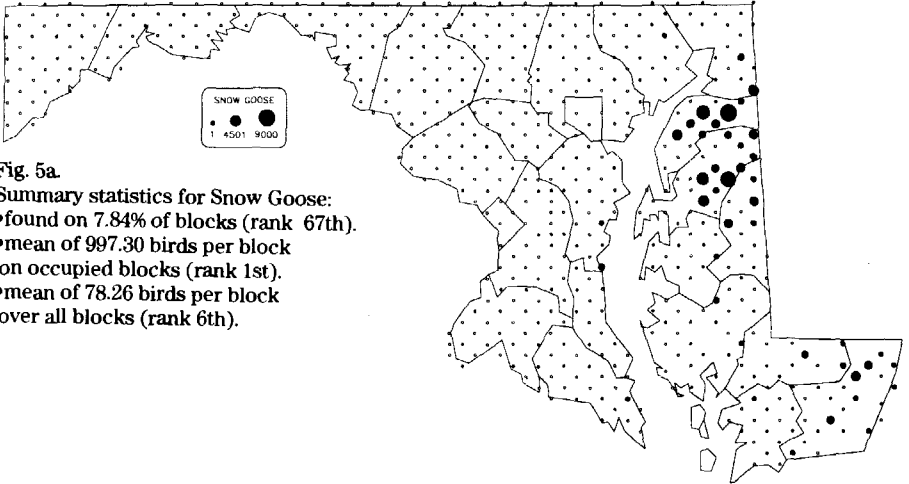 SNOW GOOSE
1 4501 9000
Fig. 5a.
Summary statistics for Snow Goose:
•found on 7.84% of blocks (rank 67th).
•mean of 997.30 birds per block
on occupied blocks (rank 1st).
•mean of 78.26 birds per block
over all blocks (rank 6th).